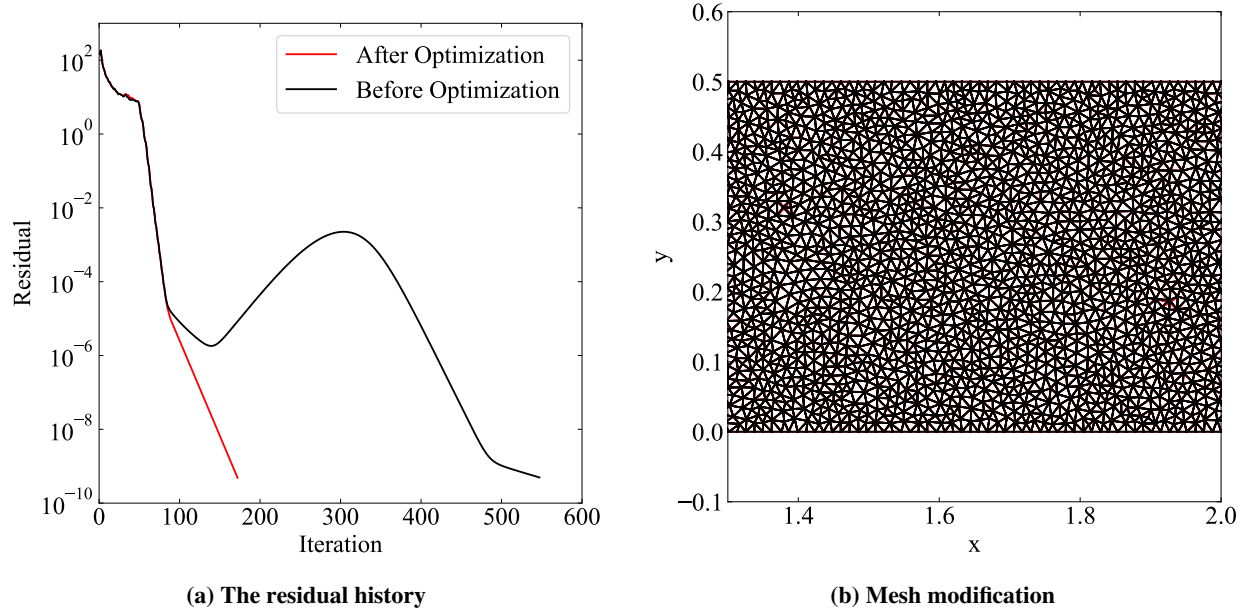 After Optimization
Before Optimization
10^2
10^0
10^−2
10^−4
10^−6
10^−8
10^−10
Residual
0 100 200 300 400 500 600
Iteration
(a) The residual history
0.6
0.5
0.4
0.3
0.2
0.1
0.0
−0.1
y
1.4 1.6 1.8 2.0
x
(b) Mesh modification